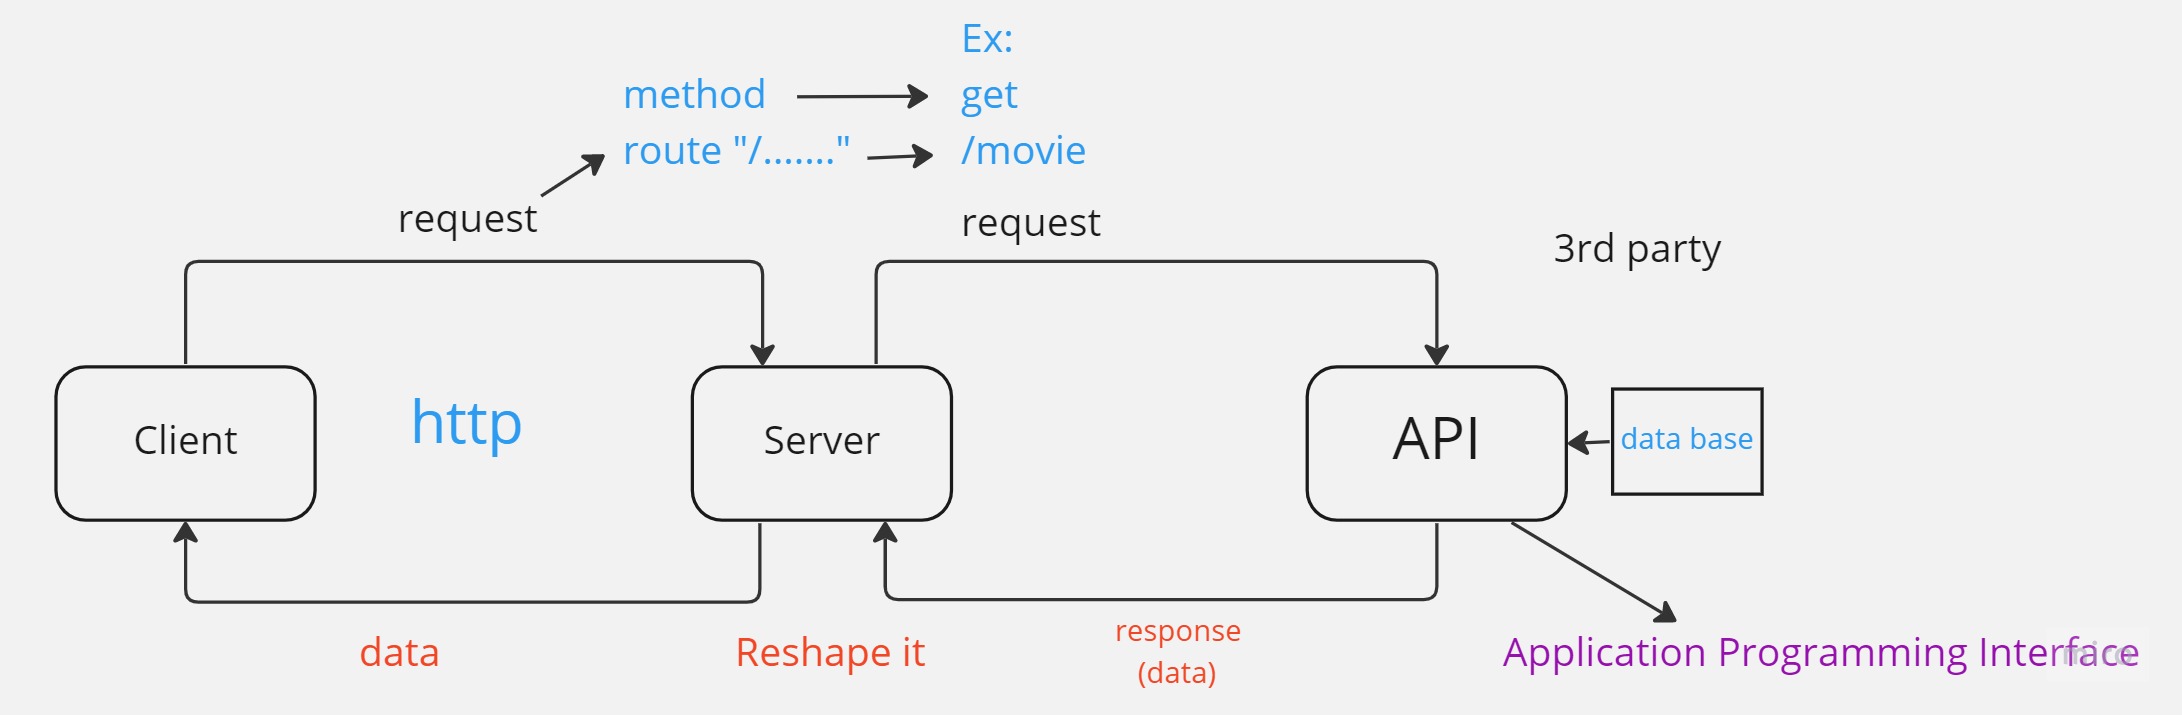 Ex:
method
get
route "/......."
/movie
request
request
3rd party
Client
http
Server
API
data base
data
Reshape it
response
(data)
Application Programming Interface
miro